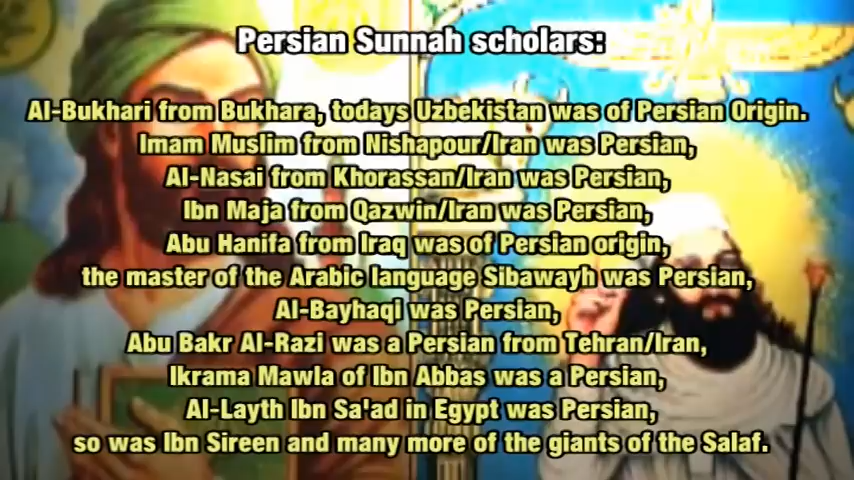 Persian Sunnah scholars:
Al-Bukhari from Bukhara, todays Uzbekistan was of Persian Origin.
Imam Muslim from Nishapour/Iran was Persian,
Al-Nasai from Khorassan/Iran was Persian,
Ibn Maja from Qazwin/Iran was Persian,
Abu Hanifa from Iraq was of Persian origin,
the master of the Arabic language Sibawayh was Persian,
Al-Bayhaqi was Persian,
Abu Bakr Al-Razi was a Persian from Tehran/Iran,
Ikrama Mawla of Ibn Abbas was a Persian,
Al-Layth Ibn Sa'ad in Egypt was Persian,
so was Ibn Sireen and many more of the giants of the Salaf.